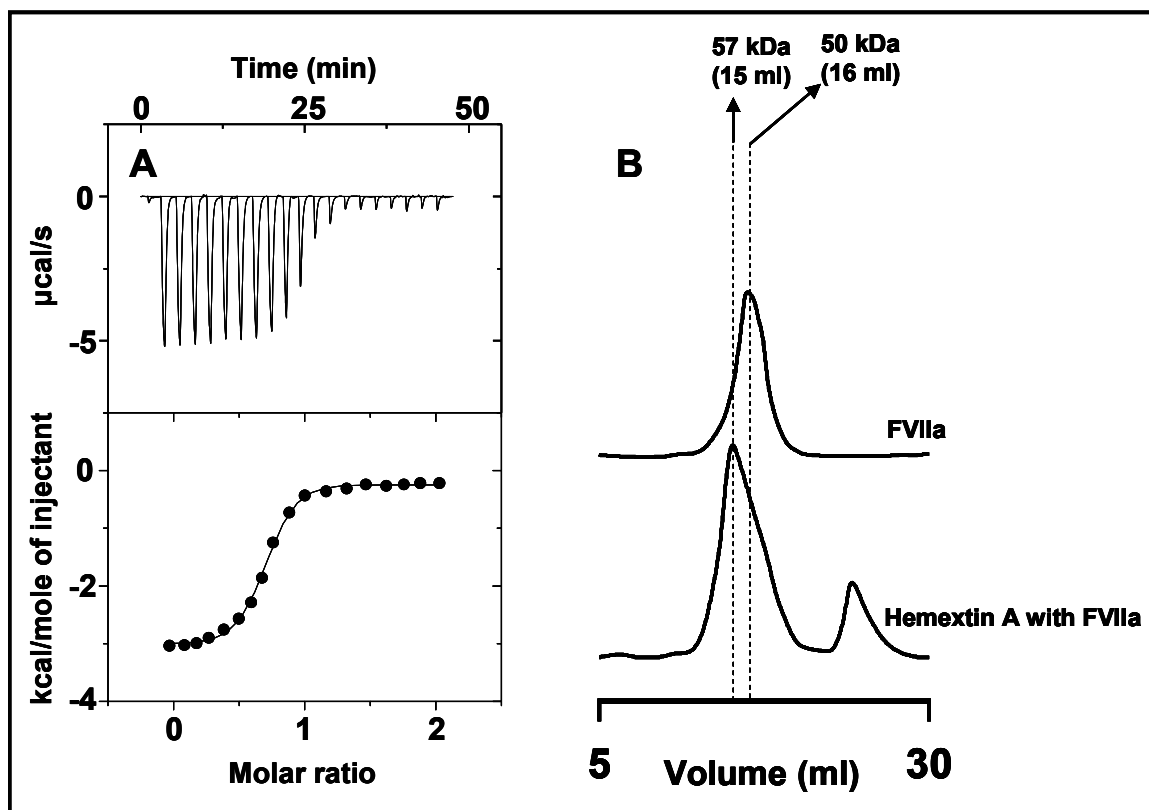 Time (min)
0 25 50
A
0
-5
µcal/s
0
-2
-4
kcal/mole of injectant
0 1 2
Molar ratio
57 kDa
(15 ml)
50 kDa
(16 ml)
B
FVIIa
Hemextin A with FVIIa
5 30
Volume (ml)